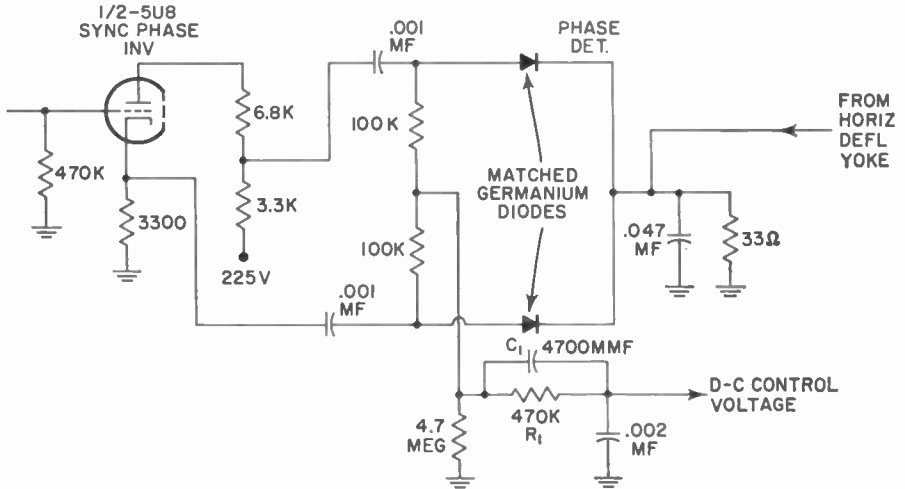 1/2-5U8
SYNC PHASE
INV
.001
MF
PHASE
DET.
6.8K
100K
FROM
HORIZ
DEFL
YOKE
470K
MATCHED
GERMANIUM
DIODES
3300
3.3K
100K
.047
MF
33Ω
225V
.001
MF
C1 4700MMF
D-C CONTROL
VOLTAGE
4.7
MEG
470K
R1
.002
MF